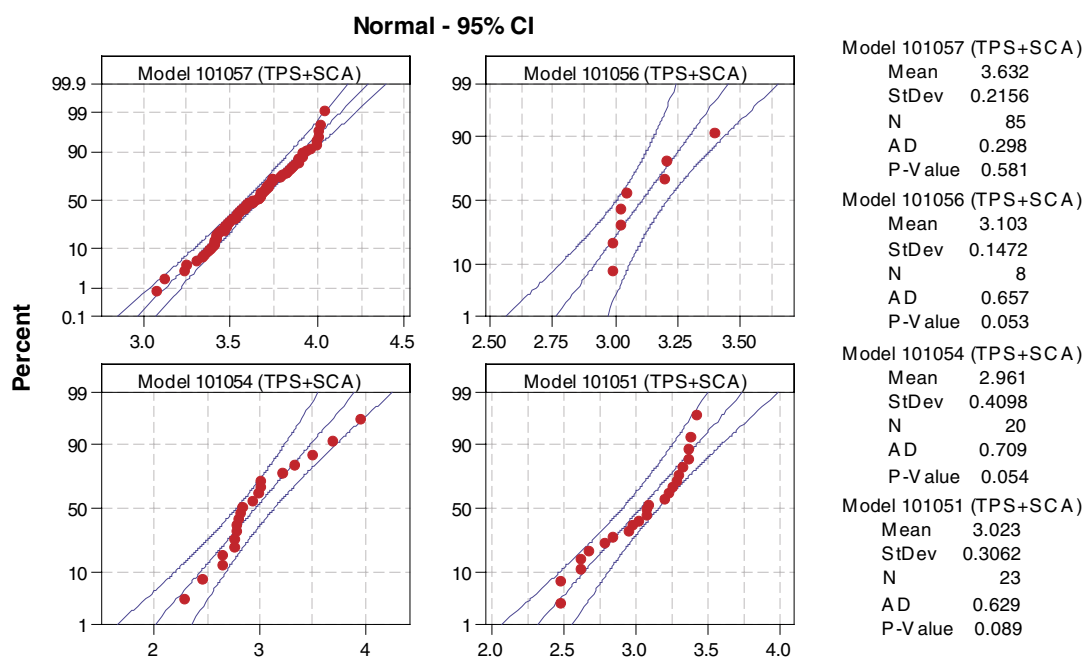 Normal - 95% CI
Percent
Model 101057 (TPS+SCA)
99.9
99
90
50
10
1
0.1
3.0 3.5 4.0 4.5
Model 101056 (TPS+SCA)
99
90
50
10
1
2.50 2.75 3.00 3.25 3.50
Model 101054 (TPS+SCA)
99
90
50
10
1
2 3 4
Model 101051 (TPS+SCA)
99
90
50
10
1
2.0 2.5 3.0 3.5 4.0
Model 101057 (TPS+SCA)
Mean 3.632
StDev 0.2156
N 85
AD 0.298
P-Value 0.581
Model 101056 (TPS+SCA)
Mean 3.103
StDev 0.1472
N 8
AD 0.657
P-Value 0.053
Model 101054 (TPS+SCA)
Mean 2.961
StDev 0.4098
N 20
AD 0.709
P-Value 0.054
Model 101051 (TPS+SCA)
Mean 3.023
StDev 0.3062
N 23
AD 0.629
P-Value 0.089